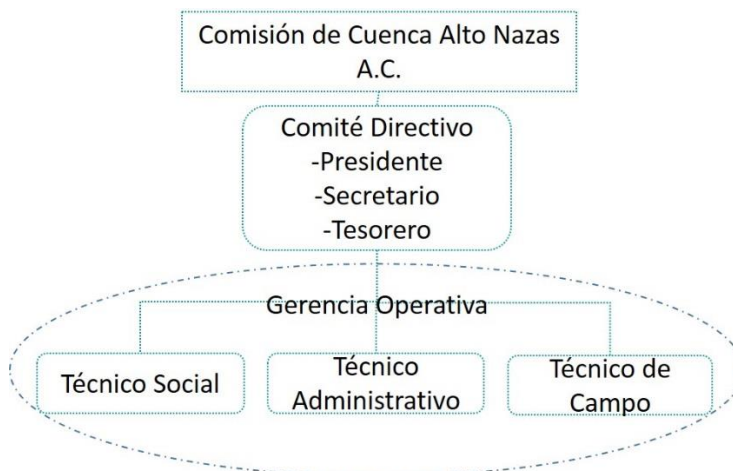 Comisión de Cuenca Alto Nazas
A.C.
Comité Directivo
-Presidente
-Secretario
-Tesorero
Gerencia Operativa
Técnico Social
Técnico
Administrativo
Técnico de
Campo